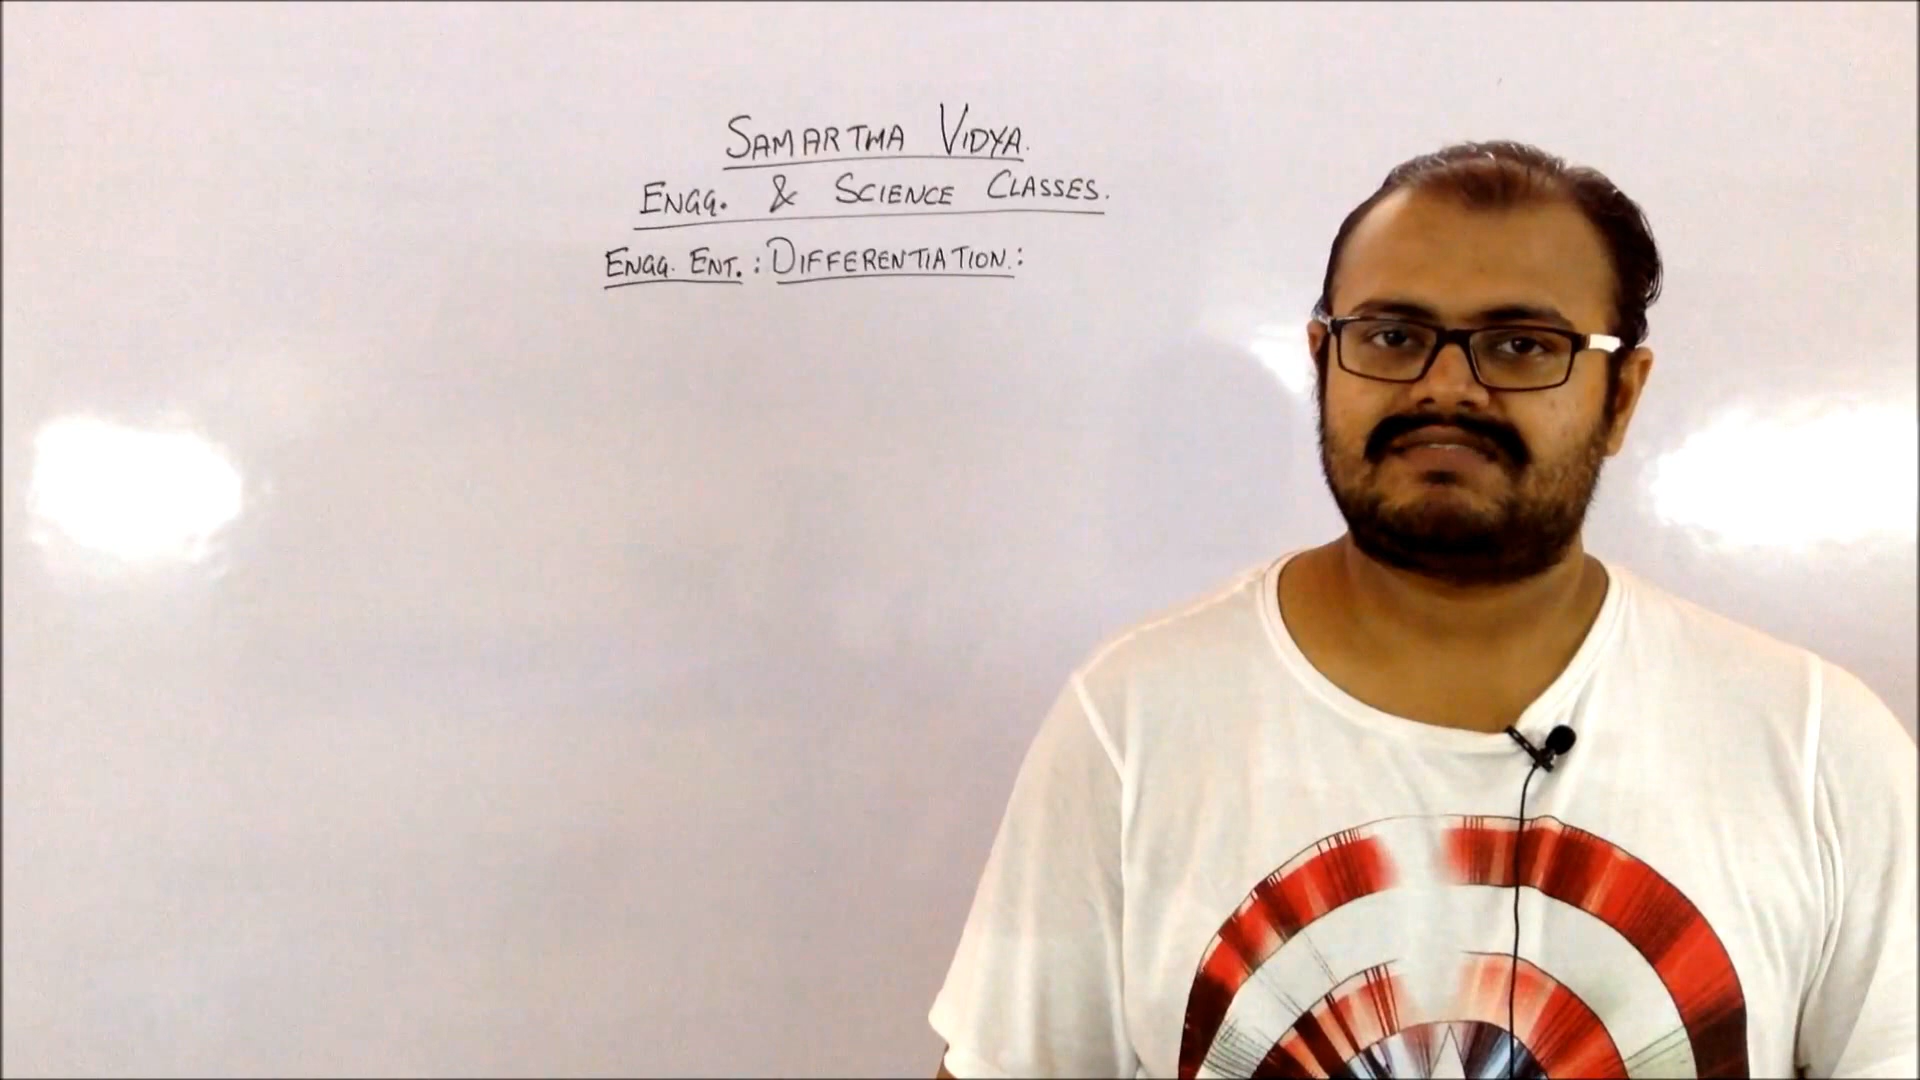 SAMARTHA VIDYA.
ENGG. & SCIENCE CLASSES.
ENGG. ENT. : DIFFERENTIATION. :